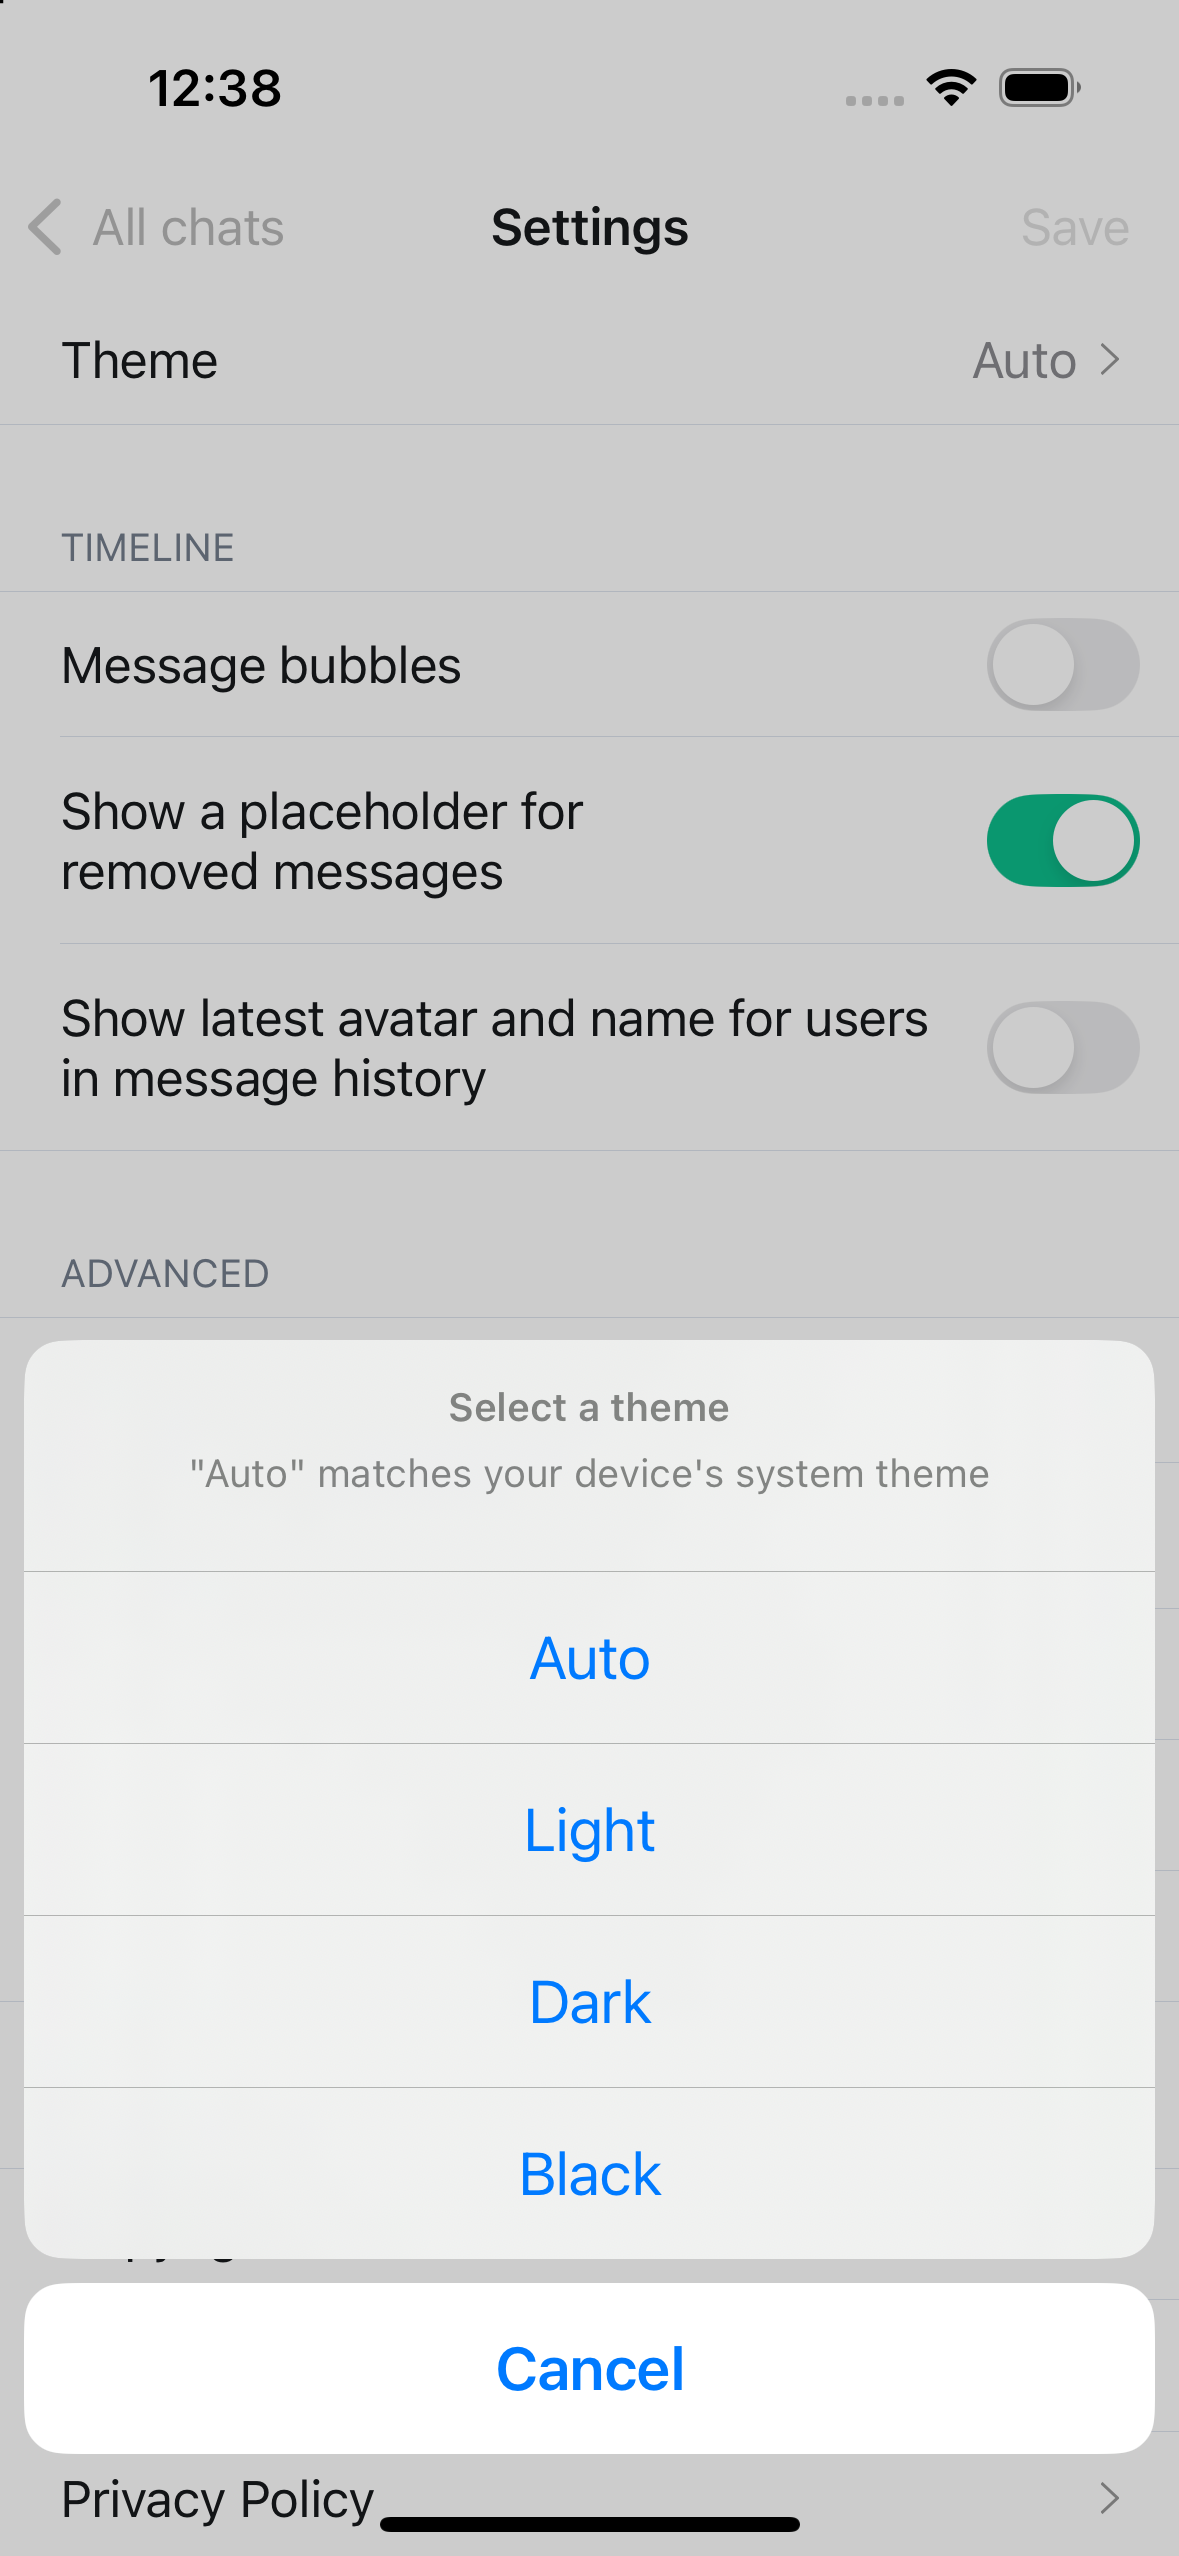 12:38
All chats
Settings
Save
Theme
Auto
TIMELINE
Message bubbles
Show a placeholder for
removed messages
Show latest avatar and name for users
in message history
ADVANCED
Select a theme
"Auto" matches your device's system theme
Auto
Light
Dark
Black
Cancel
Privacy Policy